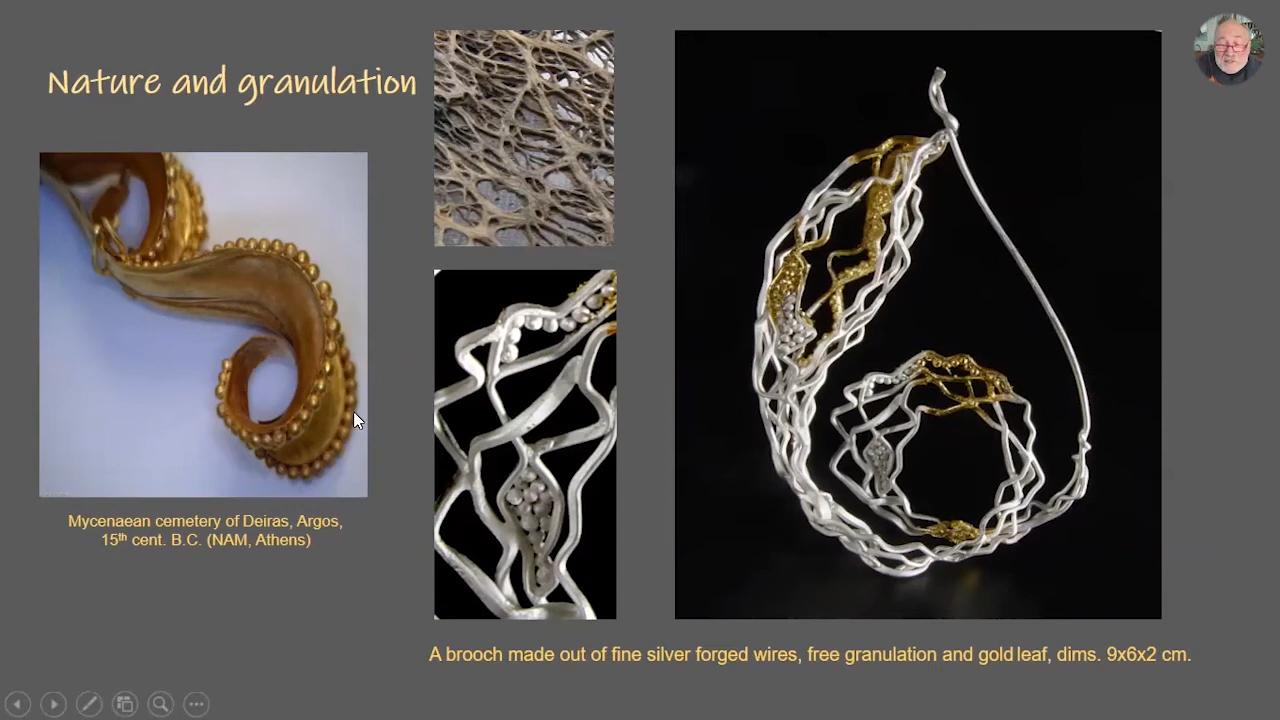 Nature and granulation
Mycenaean cemetery of Deiras, Argos,
15th cent. B.C. (NAM, Athens)
A brooch made out of fine silver forged wires, free granulation and gold leaf, dims. 9x6x2 cm.